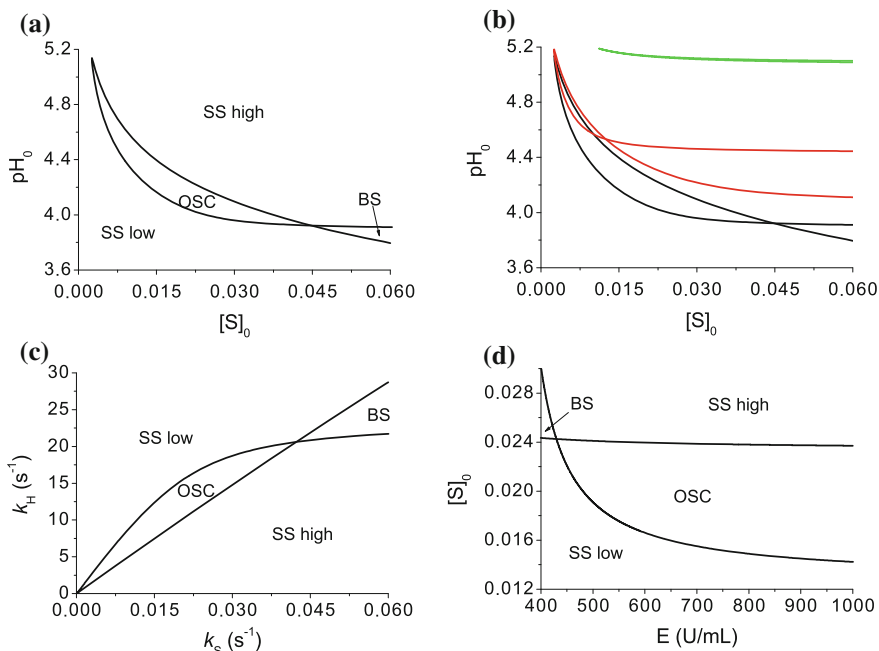 (a)
5.2
4.8
4.4
4.0
3.6
pH₀
SS high
OSC
BS
SS low
0.000 0.015 0.030 0.045 0.060
[S]₀
(b)
5.2
4.8
4.4
4.0
3.6
pH₀
0.000 0.015 0.030 0.045 0.060
[S]₀
(c)
30
25
20
15
10
5
0
k_H (s⁻¹)
SS low
BS
OSC
SS high
0.000 0.015 0.030 0.045 0.060
k_S (s⁻¹)
(d)
0.028
0.024
0.020
0.016
0.012
[S]₀
BS
SS high
OSC
SS low
400 500 600 700 800 900 1000
E (U/mL)